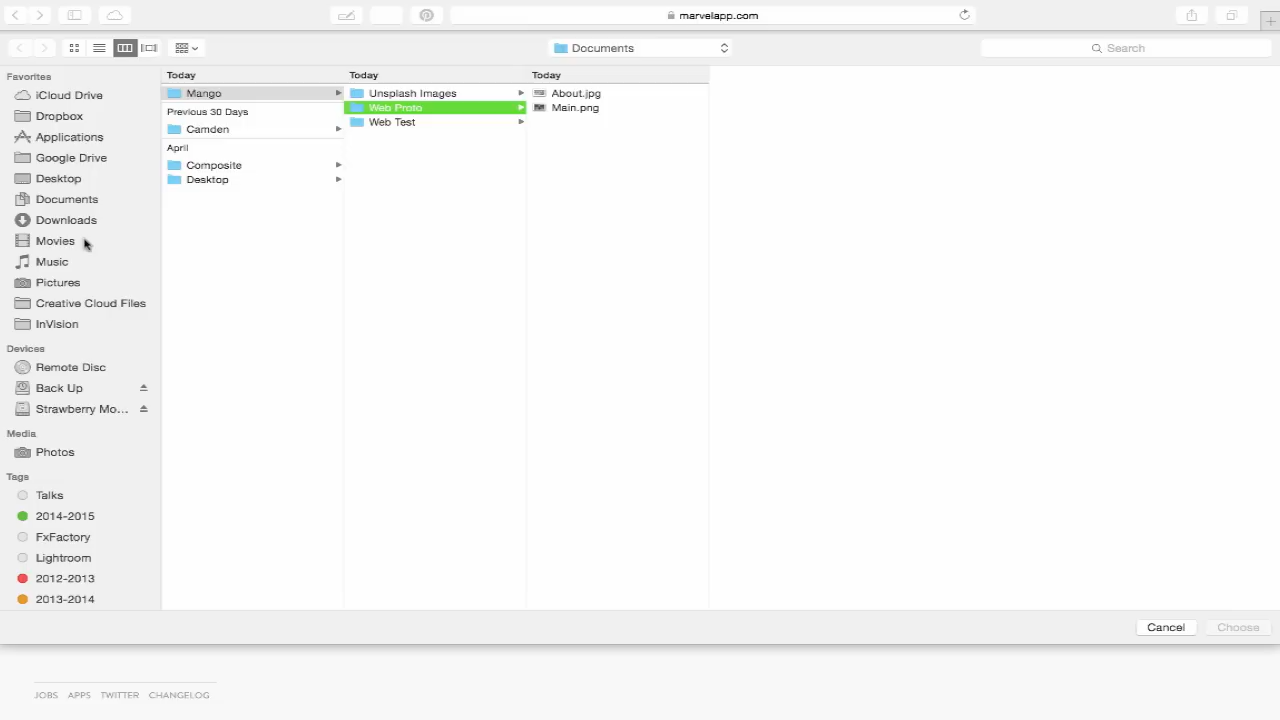 marvelapp.com
Documents
Search
Favorites
iCloud Drive
Dropbox
Applications
Google Drive
Desktop
Documents
Downloads
Movies
Music
Pictures
Creative Cloud Files
InVision
Devices
Remote Disc
Back Up
Strawberry Mo...
Media
Photos
Tags
Talks
2014-2015
FxFactory
Lightroom
2012-2013
2013-2014
Today
Mango
Previous 30 Days
Camden
April
Composite
Desktop
Today
Unsplash Images
Web Proto
Web Test
Today
About.jpg
Main.png
Cancel
Choose
JOBS APPS TWITTER CHANGELOG